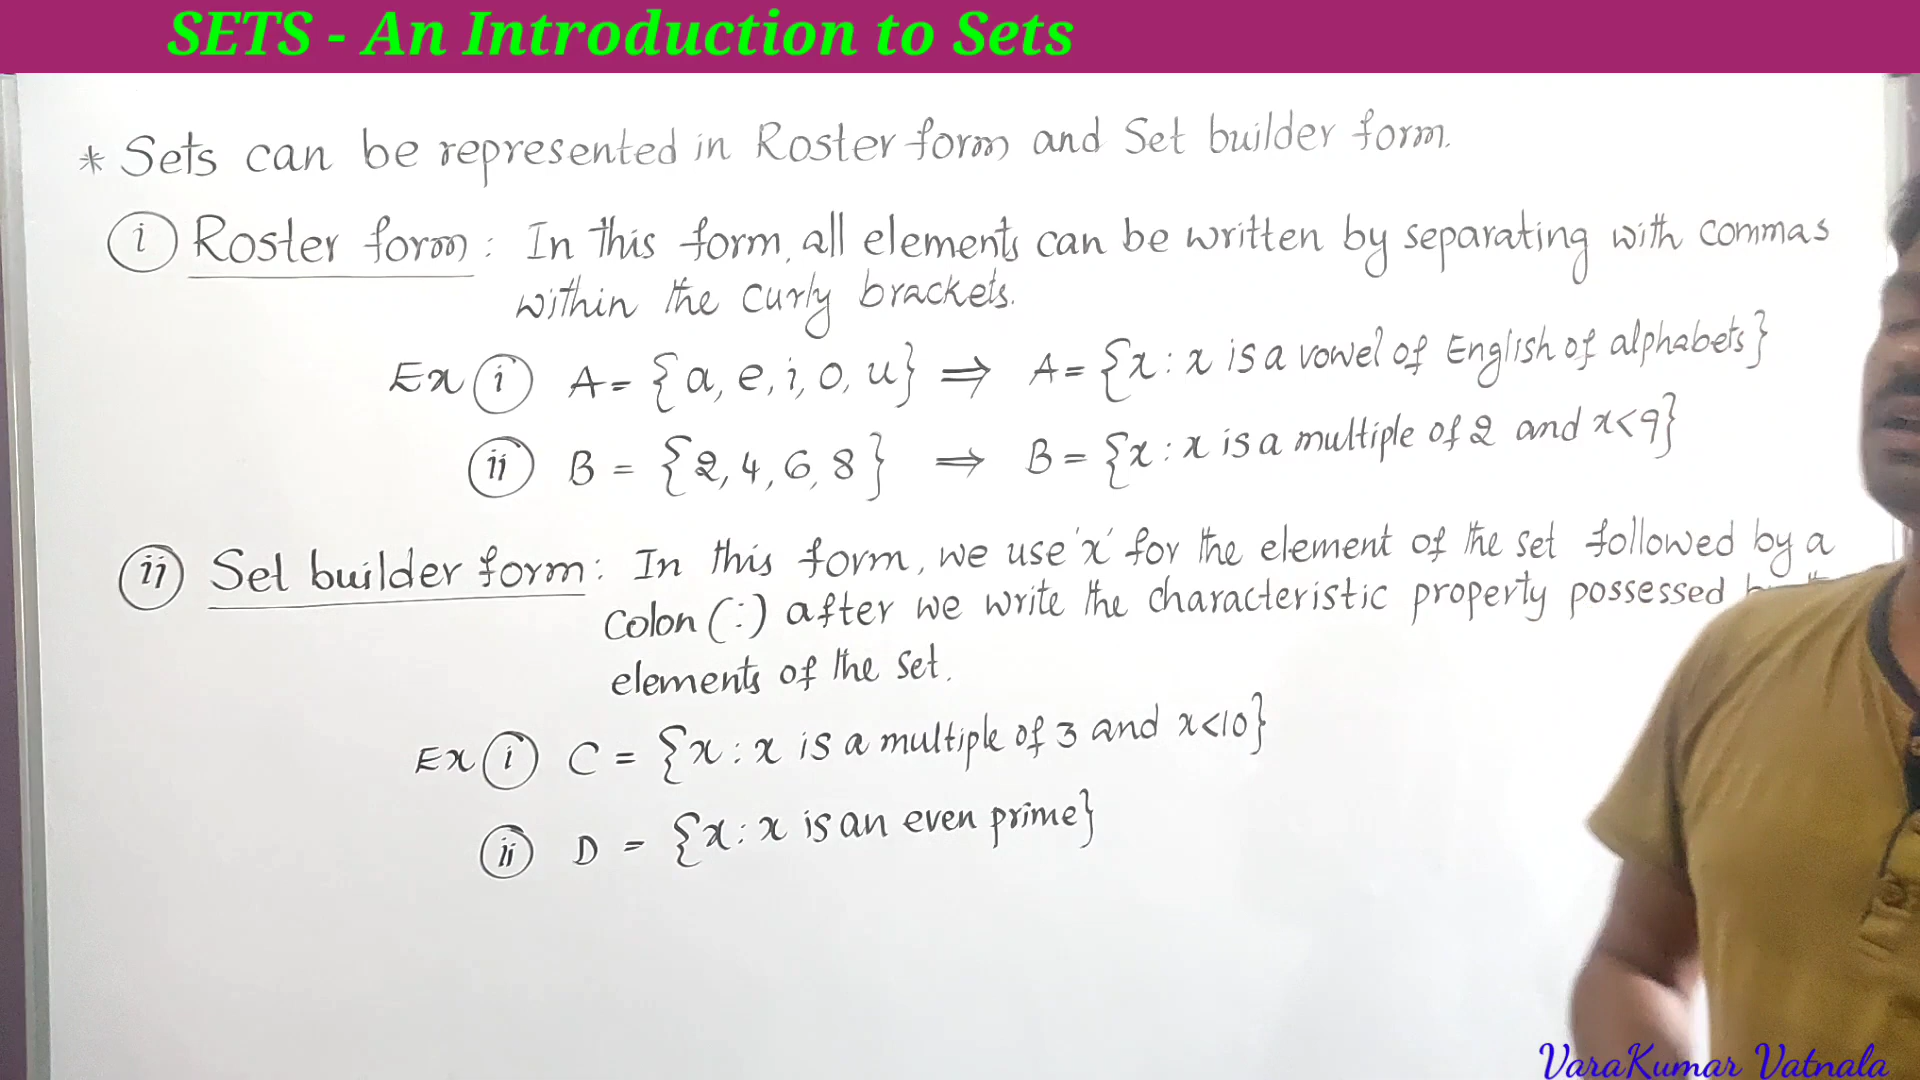 SETS - An Introduction to Sets
* Sets can be represented in Roster form and Set builder form.
(i) Roster form : In this form, all elements can be written by separating with commas
within the curly brackets.
Ex (i) A = {a, e, i, o, u} ⇒ A = {x : x is a vowel of English of alphabets}
(ii) B = {2, 4, 6, 8} ⇒ B = {x : x is a multiple of 2 and x<9}
(ii) Set builder form : In this form, we use 'x' for the element of the set followed by a
Colon (:) after we write the characteristic property possessed
elements of the set.
Ex (i) C = {x : x is a multiple of 3 and x<10}
(ii) D = {x : x is an even prime}
VaraKumar Vatnala